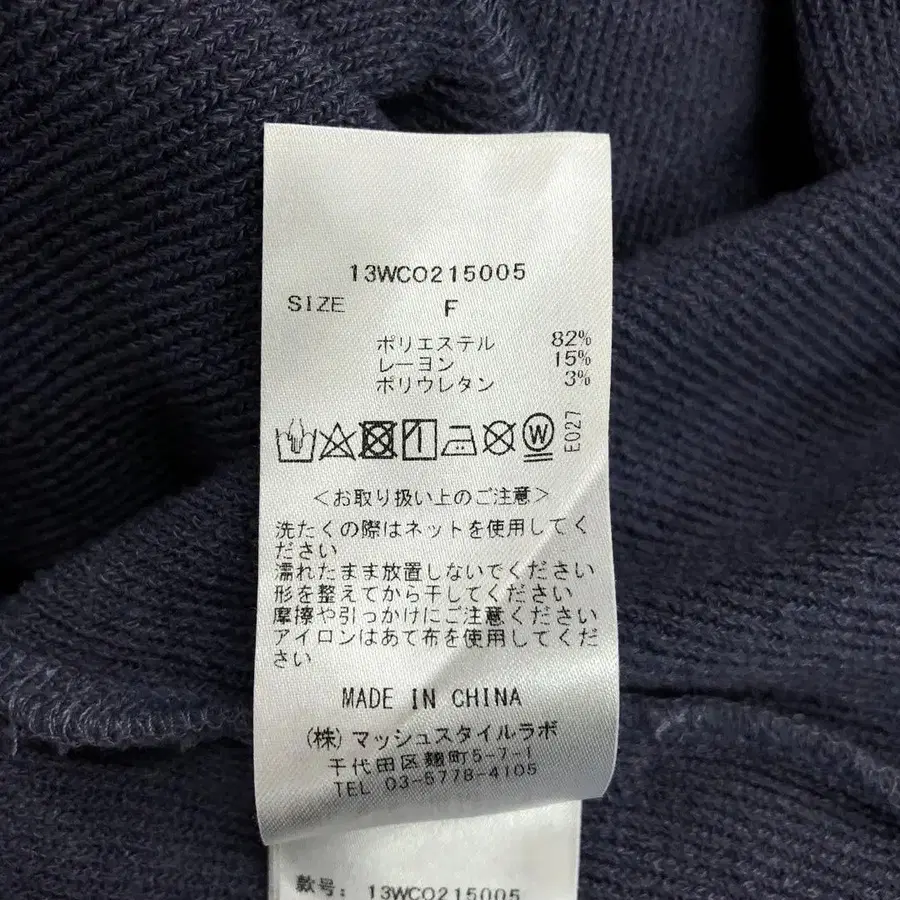 13WCO215005
SIZE F
ポリエステル 82%
レーヨン 15%
ポリウレタン 3%
W
E027
<お取り扱い上のご注意>
洗たくの際はネットを使用してく
ださい
濡れたまま放置しないでください
形を整えてから干してください
摩擦や引っかけにご注意ください
アイロンはあて布を使用してくだ
さい
MADE IN CHINA
(株)マッシュスタイルラボ
千代田区麹町5-7-1
TEL 03-5778-4105
款号: 13WCO215005